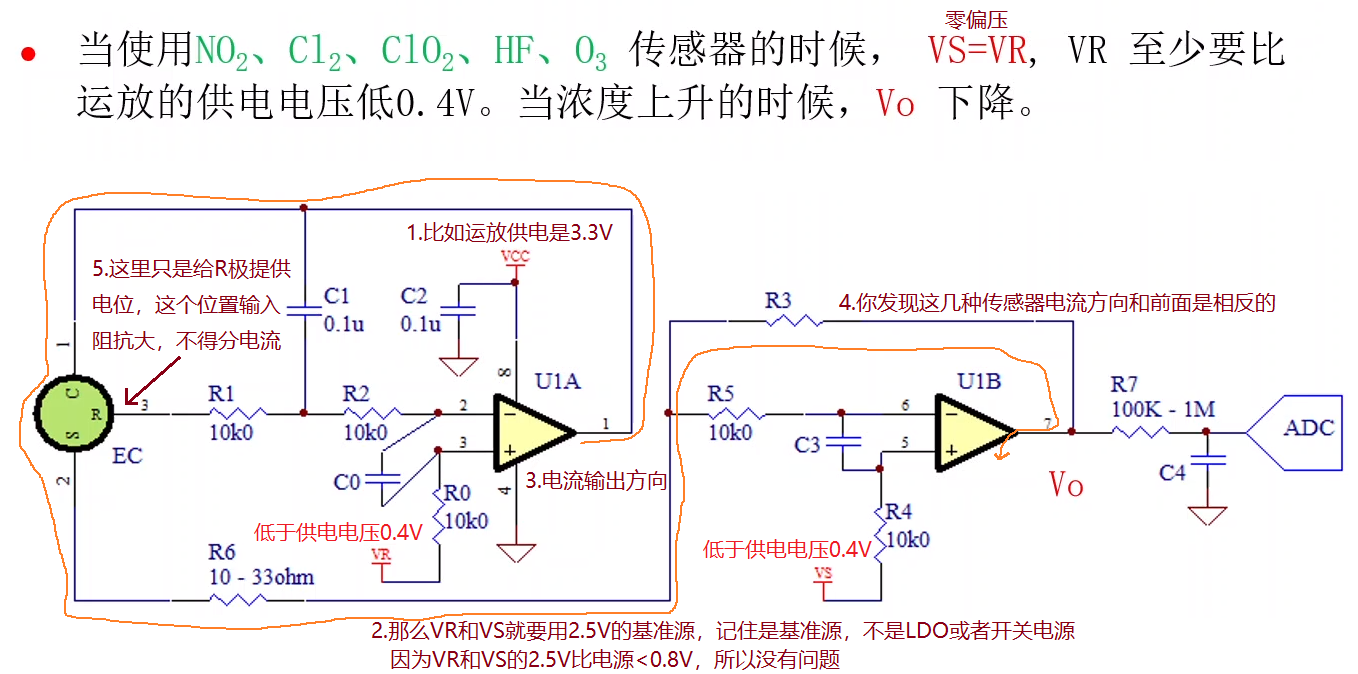 零偏压
• 当使用NO₂、Cl₂、ClO₂、HF、O₃ 传感器的时候， VS=VR, VR 至少要比
运放的供电电压低0.4V。当浓度上升的时候，Vo 下降。
1.比如运放供电是3.3V
VCC
5.这里只是给R极提供
电位，这个位置输入
阻抗大，不得分电流
C1
0.1u
C2
0.1u
R3
4.你发现这几种传感器电流方向和前面是相反的
1
8
U1A
U1B
C
R
S
3
R1
10k0
R2
10k0
2
3
1
R5
10k0
6
5
7
R7
100K - 1M
ADC
EC
2
C0
4
3.电流输出方向
C3
C4
Vo
R0
10k0
低于供电电压0.4V
VR
R4
10k0
低于供电电压0.4V
VS
R6
10 - 33ohm
2.那么VR和VS就要用2.5V的基准源，记住是基准源，不是LDO或者开关电源
因为VR和VS的2.5V比电源<0.8V，所以没有问题